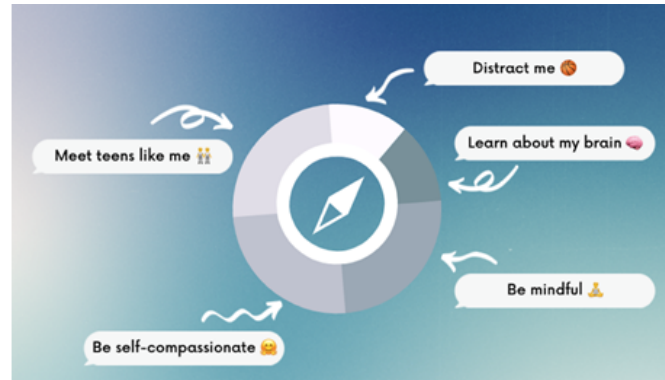 Distract me 🏀
Meet teens like me 👯
Learn about my brain 🧠
Be mindful 🧘
Be self-compassionate 🤗